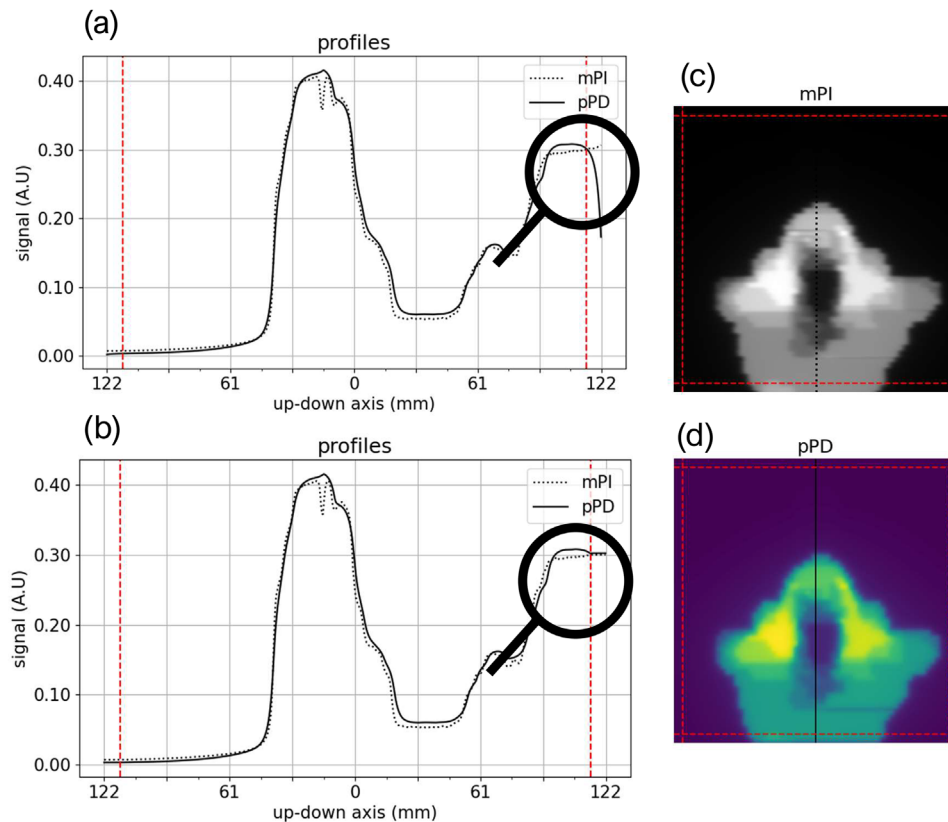 (a)
profiles
mPI
pPD
0.40
0.30
0.20
0.10
0.00
signal (A.U)
122 61 0 61 122
up-down axis (mm)
(b)
profiles
mPI
pPD
0.40
0.30
0.20
0.10
0.00
signal (A.U)
122 61 0 61 122
up-down axis (mm)
(c)
mPI
(d)
pPD